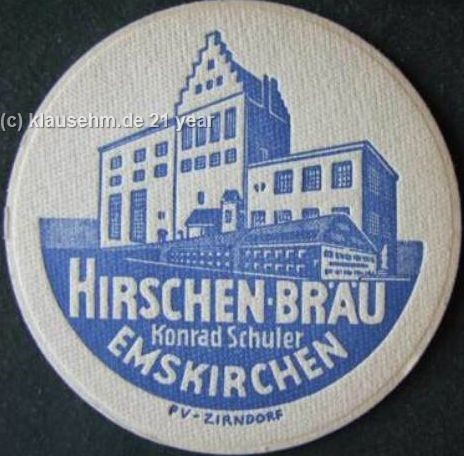 (c) klausehm.de 21 year
HIRSCHEN-BRÄU
Konrad Schuler
EMSKIRCHEN
PV-ZIRNDORF